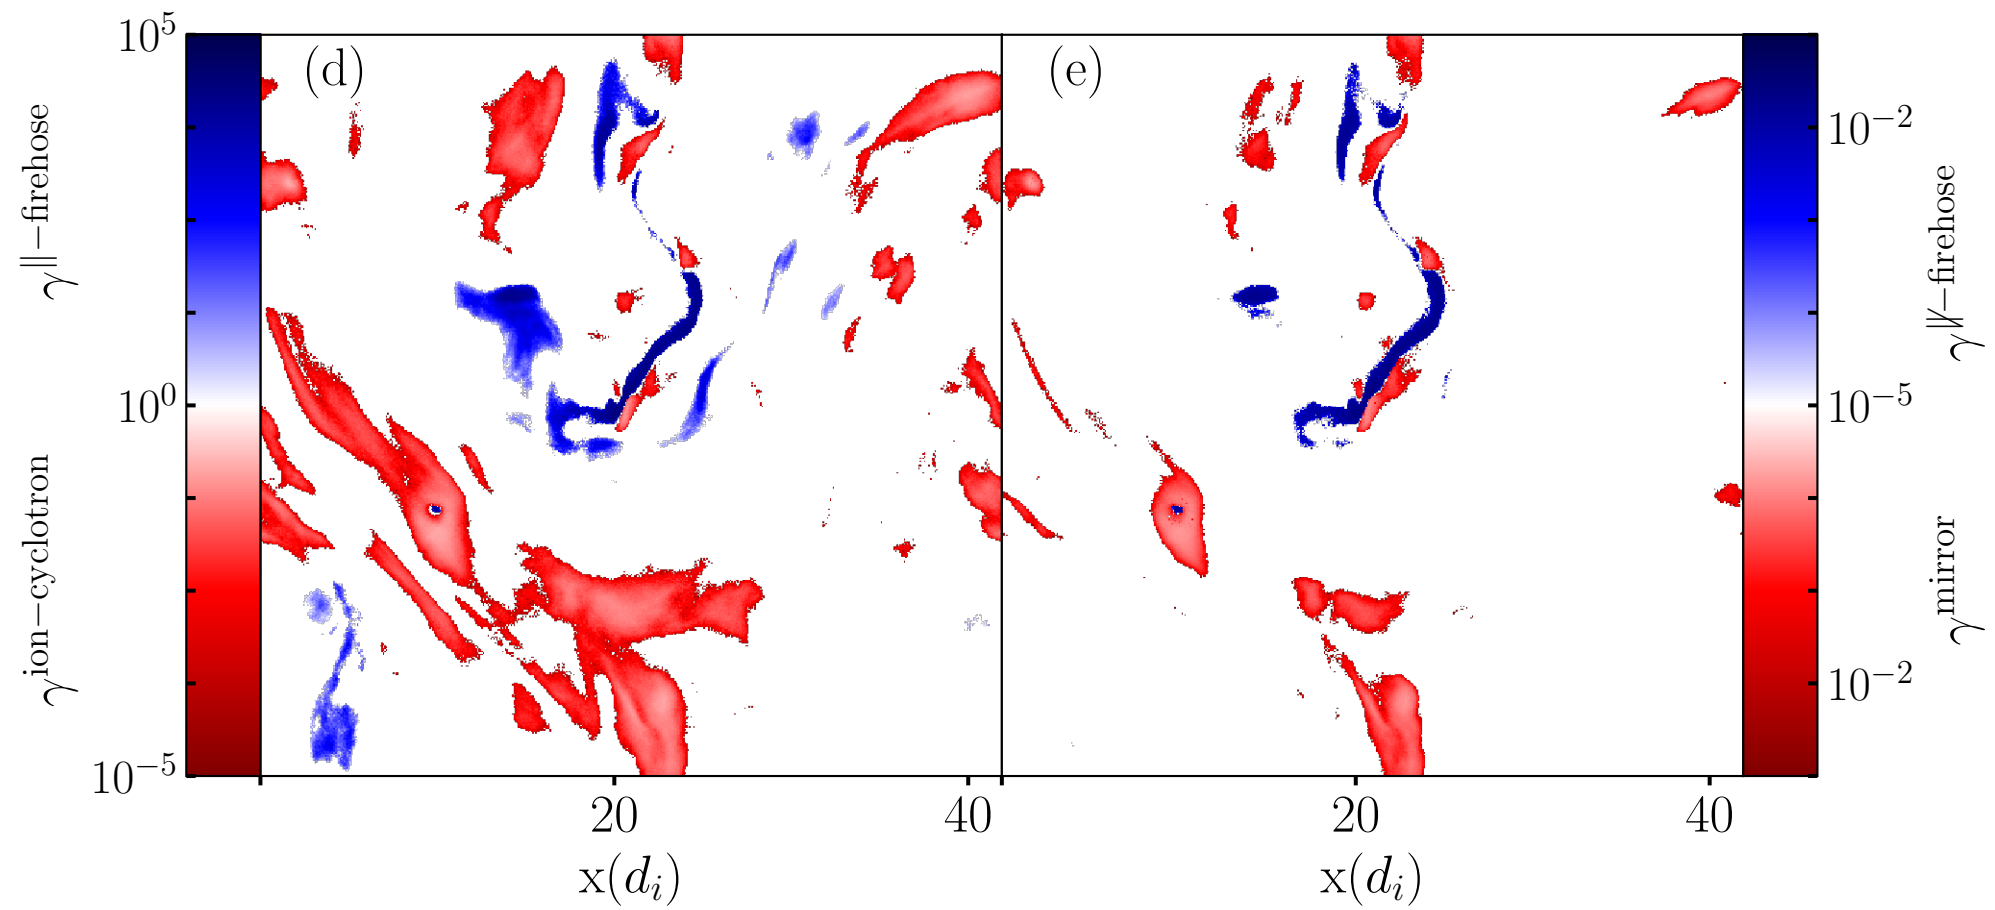 (d)
(e)
10^5
10^0
10^−5
γ^∥−firehose
γ^ion−cyclotron
10^−2
10^−5
10^−2
γ^∦−firehose
γ^mirror
20
40
20
40
x(d_i)
x(d_i)